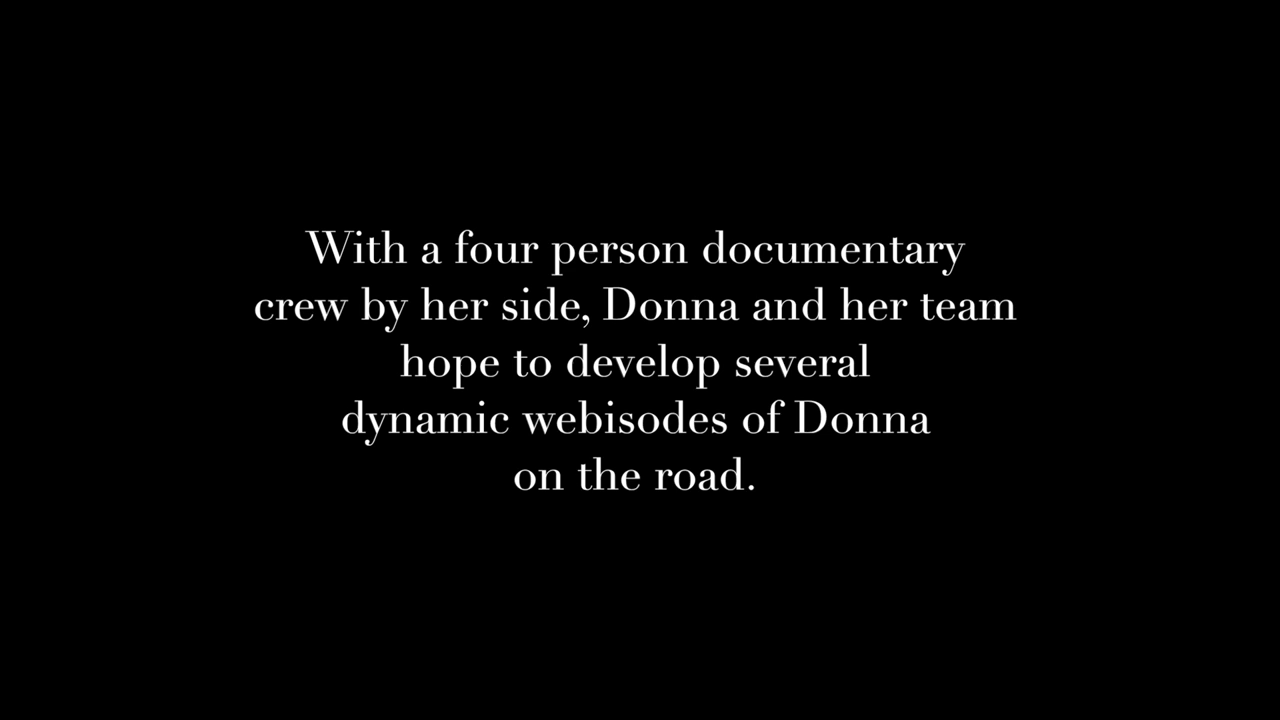 With a four person documentary
crew by her side, Donna and her team
hope to develop several
dynamic webisodes of Donna
on the road.